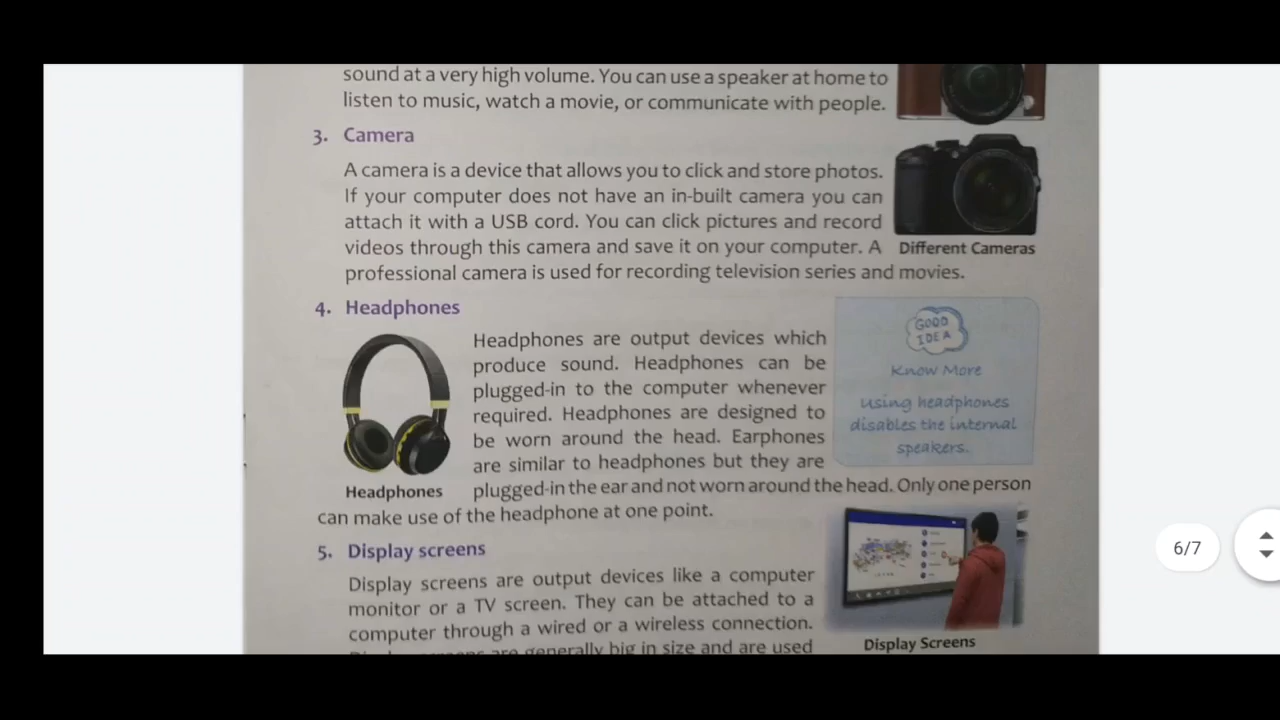 sound at a very high volume. You can use a speaker at home to
listen to music, watch a movie, or communicate with people.
3. Camera
A camera is a device that allows you to click and store photos.
If your computer does not have an in-built camera you can
attach it with a USB cord. You can click pictures and record
videos through this camera and save it on your computer. A
professional camera is used for recording television series and movies.
Different Cameras
4. Headphones
Headphones are output devices which
produce sound. Headphones can be
plugged-in to the computer whenever
required. Headphones are designed to
be worn around the head. Earphones
are similar to headphones but they are
plugged-in the ear and not worn around the head. Only one person
can make use of the headphone at one point.
Headphones
GOOD
IDEA
Know More
Using headphones
disables the internal
speakers.
5. Display screens
Display screens are output devices like a computer
monitor or a TV screen. They can be attached to a
computer through a wired or a wireless connection.
are generally big in size and are used
Display Screens
6/7